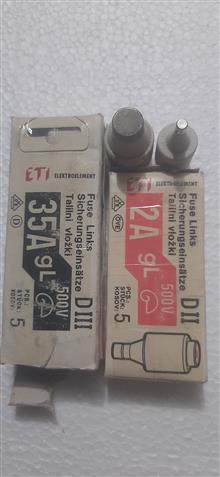 ETI ELEKTROELEMENT
Fuse Links
Sicherungseinsätze
Talilni vložki
35A gL
500V
D III
PCS.:
STÜCK:
KOSOV:
5
ETI ELEKTROELEMENT
Fuse Links
Sicherungseinsätze
Talilni vložki
2A gL
500V
D II
PCS.:
STÜCK:
KOSOV:
5